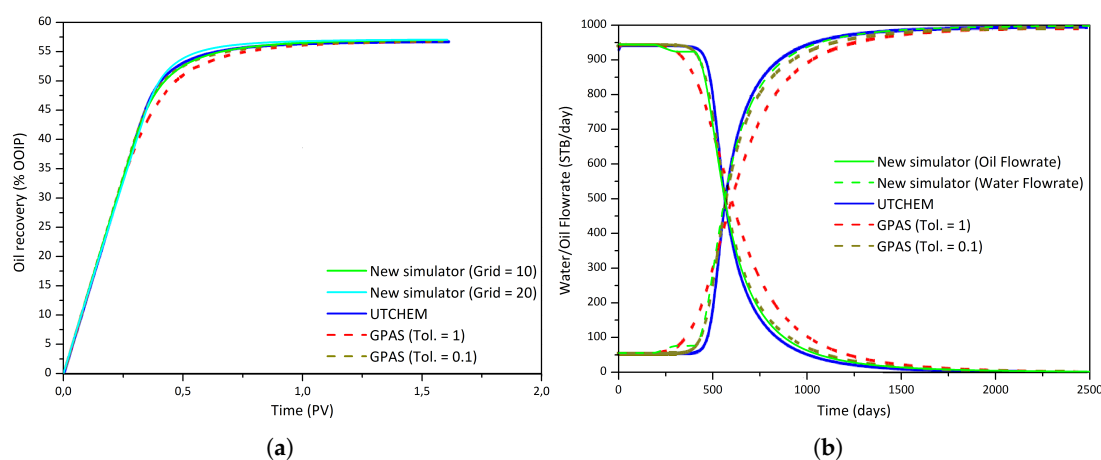 60
55
50
45
40
35
30
25
20
15
10
5
0
Oil recovery (% OOIP)
0,0 0,5 1,0 1,5 2,0
Time (PV)
New simulator (Grid = 10)
New simulator (Grid = 20)
UTCHEM
GPAS (Tol. = 1)
GPAS (Tol. = 0.1)
(a)
1000
900
800
700
600
500
400
300
200
100
0
Water/Oil Flowrate (STB/day)
0 500 1000 1500 2000 2500
Time (days)
New simulator (Oil Flowrate)
New simulator (Water Flowrate)
UTCHEM
GPAS (Tol. = 1)
GPAS (Tol. = 0.1)
(b)